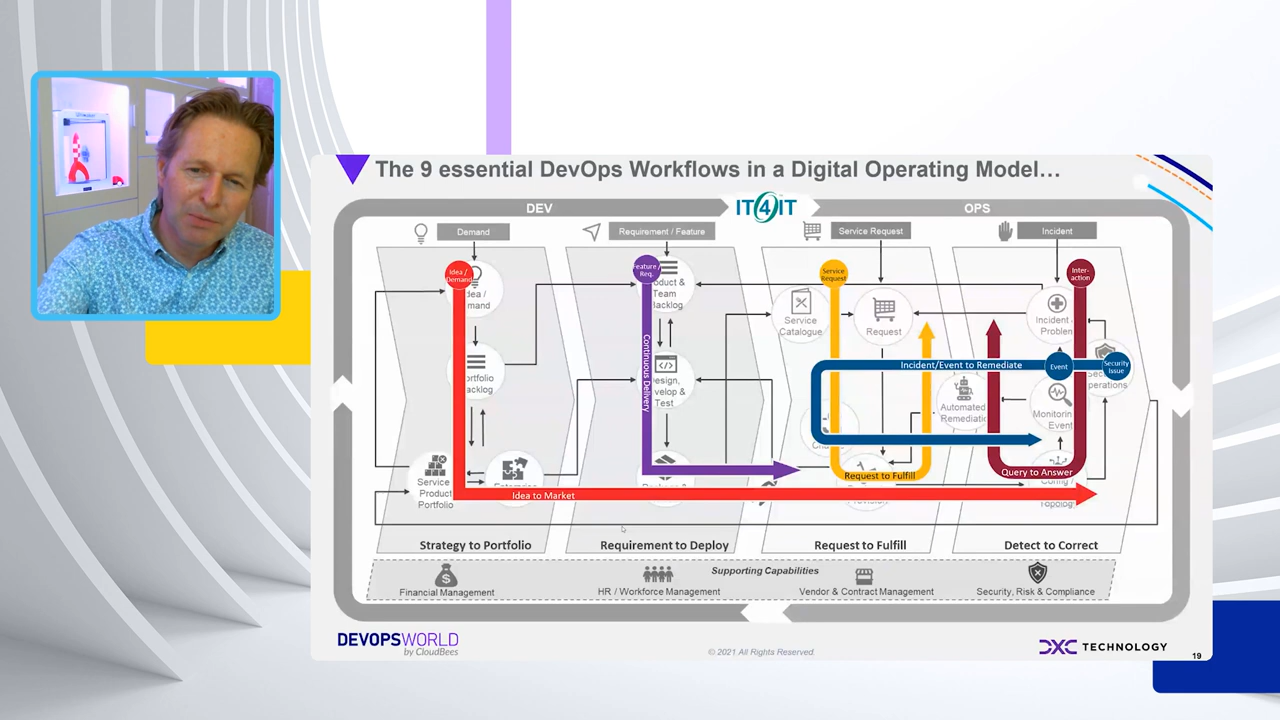 The 9 essential DevOps Workflows in a Digital Operating Model…
DEV
IT4IT
OPS
Demand
Requirement / Feature
Service Request
Incident
Idea /
Demand
Feature /
Req.
Service
Request
Inter-
action
Team
Service
Catalogue
Request
Incident
Continuous Delivery
Incident/Event to Remediate
Event
Security
Issue
Test
Automated
Service
Product
Portfolio
Request to Fulfill
Query to Answer
Idea to Market
Strategy to Portfolio
Requirement to Deploy
Request to Fulfill
Detect to Correct
Supporting Capabilities
Financial Management
HR / Workforce Management
Vendor & Contract Management
Security, Risk & Compliance
DEVOPSWORLD
by CloudBees
© 2021 All Rights Reserved.
DXC TECHNOLOGY
19